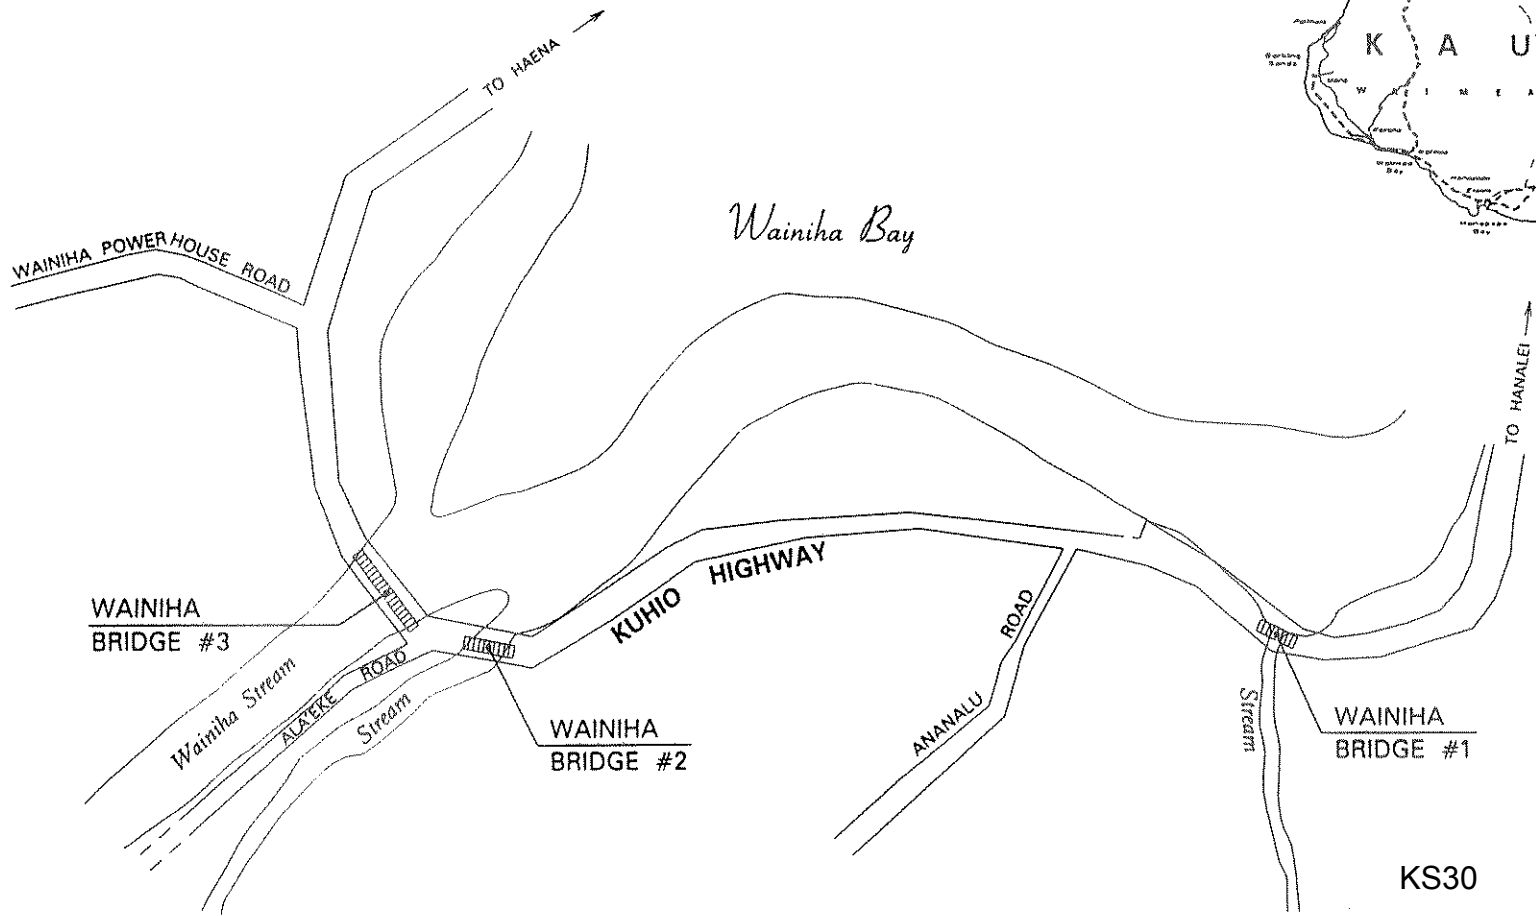 TO HAENA
K A U
W A I M E A
Wainiha Bay
WAINIHA POWER HOUSE ROAD
TO HANALEI
KUHIO HIGHWAY
WAINIHA
BRIDGE #3
ROAD
ALA'EKE ROAD
Wainiha Stream
Stream
WAINIHA
BRIDGE #2
ANANALU
Stream
WAINIHA
BRIDGE #1
KS30